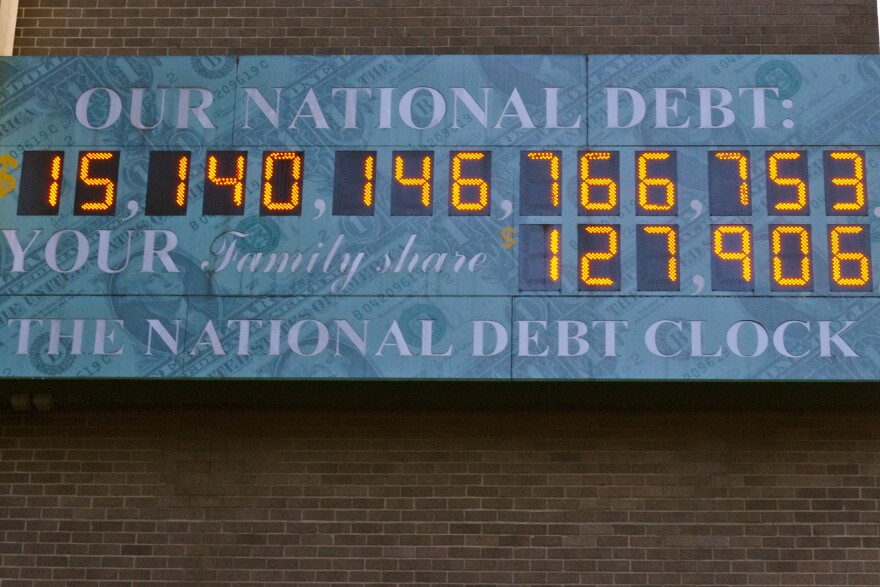 OUR NATIONAL DEBT:
$15,140,146,766,753
YOUR Family share $127,906
THE NATIONAL DEBT CLOCK